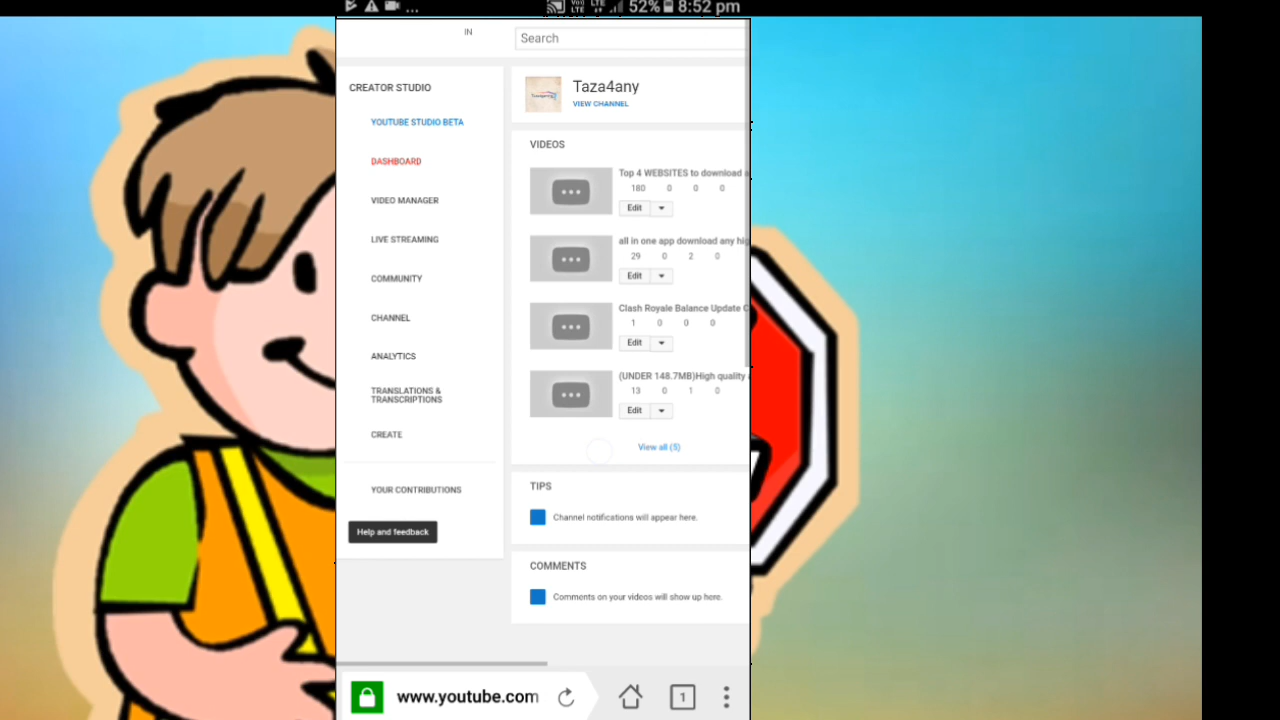 52% 8:52 pm
IN
Search
CREATOR STUDIO
YOUTUBE STUDIO BETA
DASHBOARD
VIDEO MANAGER
LIVE STREAMING
COMMUNITY
CHANNEL
ANALYTICS
TRANSLATIONS &
TRANSCRIPTIONS
CREATE
YOUR CONTRIBUTIONS
Help and feedback
Taza4any
VIEW CHANNEL
VIDEOS
Top 4 WEBSITES to download
180 0 0 0
Edit
all in one app download any
29 0 2 0
Edit
Clash Royale Balance Update
1 0 0 0
Edit
(UNDER 148.7MB)High quality
13 0 1 0
Edit
View all (5)
TIPS
Channel notifications will appear here.
COMMENTS
Comments on your videos will show up here.
www.youtube.com
1